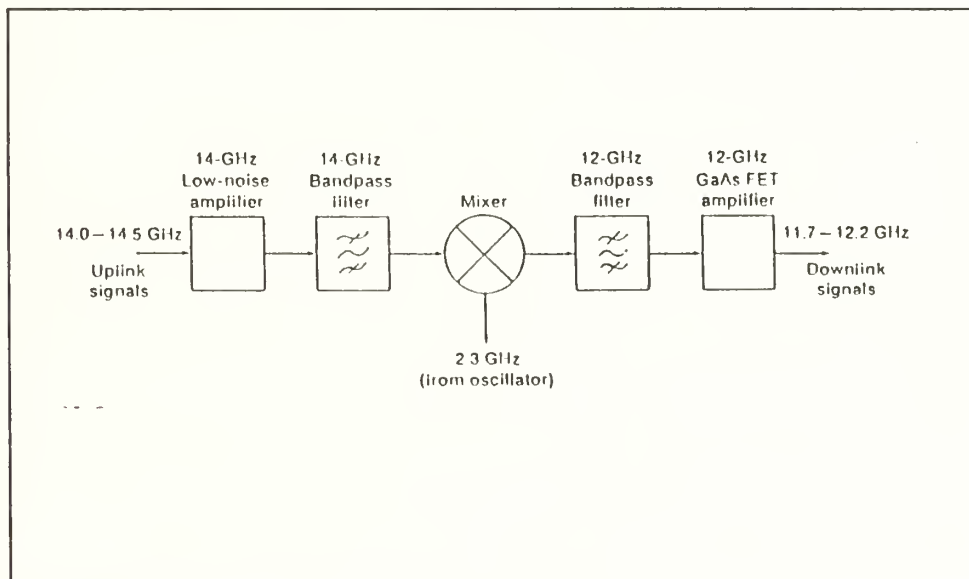 14-GHz
Low-noise
amplifier
14-GHz
Bandpass
filter
Mixer
12-GHz
Bandpass
filter
12-GHz
GaAs FET
amplifier
14.0 – 14 5 GHz
Uplink
signals
11.7 – 12.2 GHz
Downlink
signals
2 3 GHz
(from oscillator)